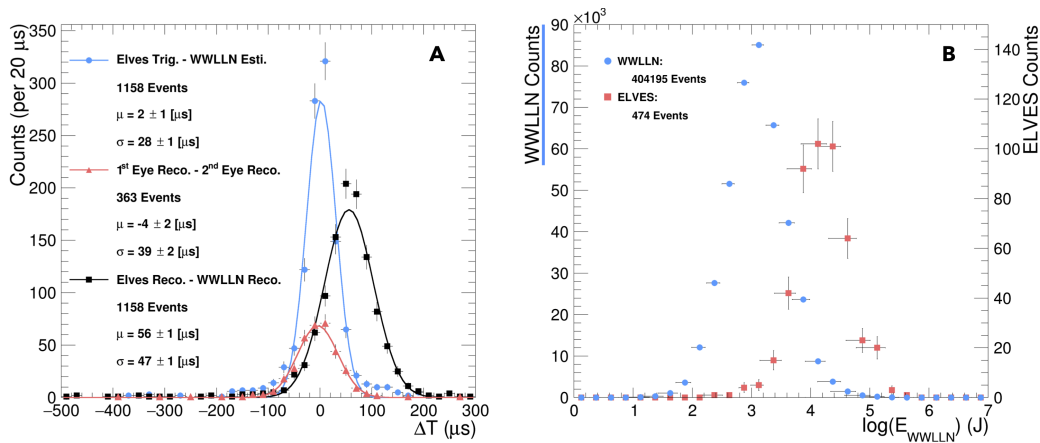 A
Counts (per 20 μs)
350
300
250
200
150
100
50
0
Elves Trig. - WWLLN Esti.
1158 Events
μ = 2 ± 1 [μs]
σ = 28 ± 1 [μs]
1st Eye Reco. - 2nd Eye Reco.
363 Events
μ = -4 ± 2 [μs]
σ = 39 ± 2 [μs]
Elves Reco. - WWLLN Reco.
1158 Events
μ = 56 ± 1 [μs]
σ = 47 ± 1 [μs]
−500 −400 −300 −200 −100 0 100 200 300
ΔT (μs)
B
WWLLN Counts
90 ×10³
80
70
60
50
40
30
20
10
0
WWLLN:
404195 Events
ELVES:
474 Events
ELVES Counts
140
120
100
80
60
40
20
0
0 1 2 3 4 5 6 7
log(E_WWLLN) (J)